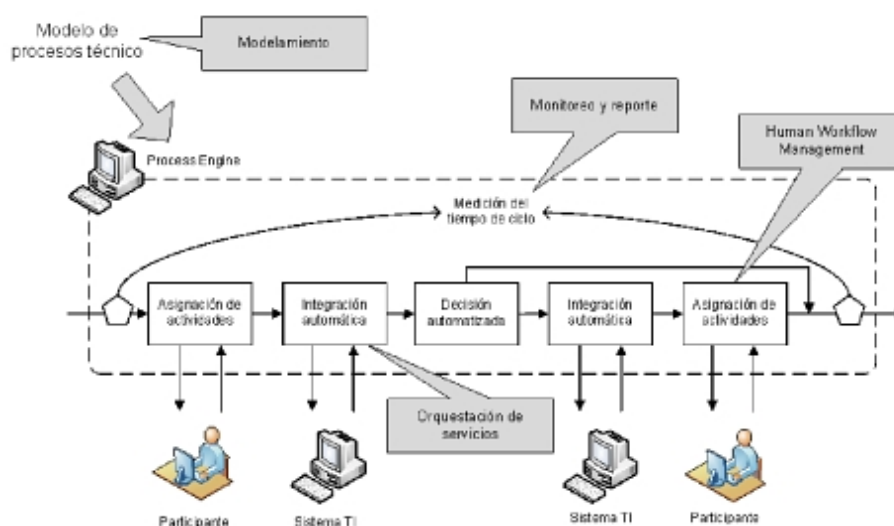 Modelo de
procesos técnico
Modelamiento
Monitoreo y reporte
Human Workflow
Management
Process Engine
Medición del
tiempo de ciclo
Asignación de
actividades
Integración
automática
Decisión
automatizada
Integración
automática
Asignación de
actividades
Orquestación de
servicios
Participante
Sistema TI
Sistema TI
Participante